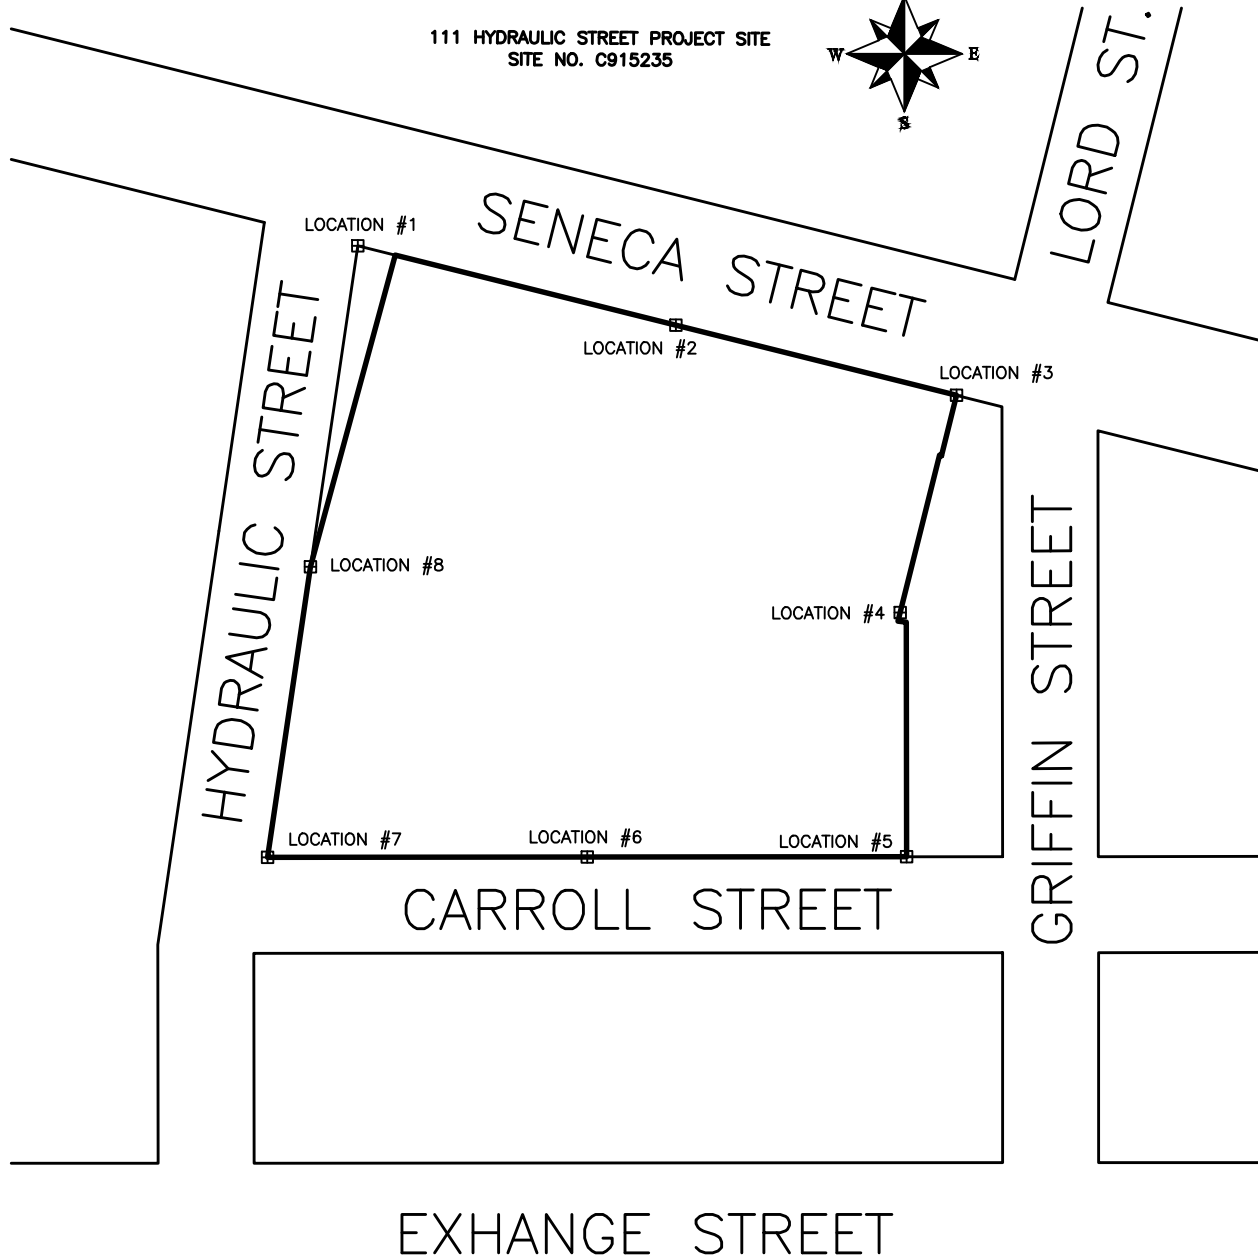 111 HYDRAULIC STREET PROJECT SITE
SITE NO. C915235
W
E
S
LORD ST.
SENECA STREET
LOCATION #1
LOCATION #2
LOCATION #3
HYDRAULIC STREET
LOCATION #8
LOCATION #4
GRIFFIN STREET
LOCATION #7
LOCATION #6
LOCATION #5
CARROLL STREET
EXHANGE STREET